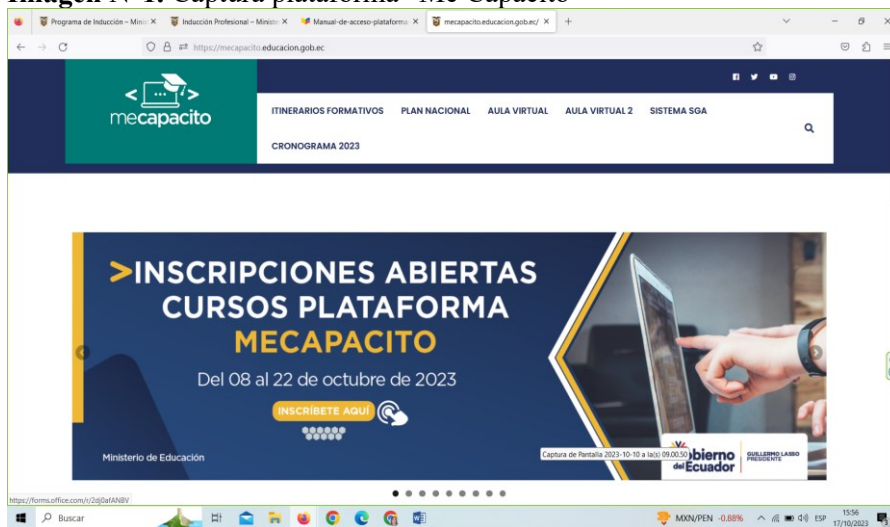 Imagen N°1. Captura plataforma "Me Capacito"
Programa de Inducción – Minis
Inducción Profesional – Ministe
Manual-de-acceso-plataforma-
mecapacito.educacion.gob.ec/
https://mecapacito.educacion.gob.ec
mecapacito
ITINERARIOS FORMATIVOS PLAN NACIONAL AULA VIRTUAL AULA VIRTUAL 2 SISTEMA SGA
CRONOGRAMA 2023
>INSCRIPCIONES ABIERTAS
CURSOS PLATAFORMA
MECAPACITO
Del 08 al 22 de octubre de 2023
INSCRÍBETE AQUÍ
Ministerio de Educación
Captura de Pantalla 2023-10-10 a la(s) 09.00.50
del Ecuador
GUILLERMO LASSO
PRESIDENTE
https://forms.office.com/r/2dj0afANBV
Buscar
MXN/PEN -0.88%
ESP
15:56
17/10/2023